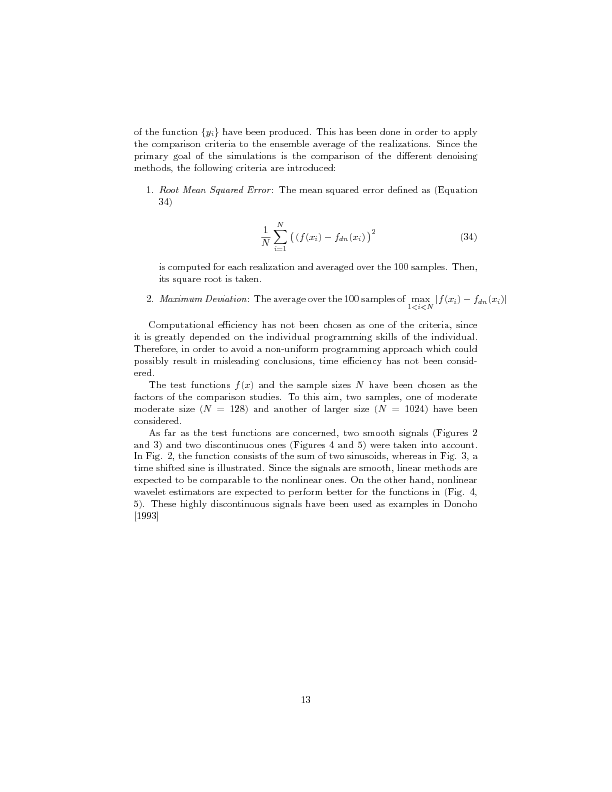 of the function {yᵢ} have been produced. This has been done in order to apply
the comparison criteria to the ensemble average of the realizations. Since the
primary goal of the simulations is the comparison of the different denoising
methods, the following criteria are introduced:
1. Root Mean Squared Error: The mean squared error defined as (Equation
34)
1/N ∑_{i=1}^{N} ((f(xᵢ) − f_{dn}(xᵢ))² (34)
is computed for each realization and averaged over the 100 samples. Then,
its square root is taken.
2. Maximum Deviation: The average over the 100 samples of max_{1<i<N} |f(xᵢ) − f_{dn}(xᵢ)|
Computational efficiency has not been chosen as one of the criteria, since
it is greatly depended on the individual programming skills of the individual.
Therefore, in order to avoid a non-uniform programming approach which could
possibly result in misleading conclusions, time efficiency has not been consid-
ered.
The test functions f(x) and the sample sizes N have been chosen as the
factors of the comparison studies. To this aim, two samples, one of moderate
moderate size (N = 128) and another of larger size (N = 1024) have been
considered.
As far as the test functions are concerned, two smooth signals (Figures 2
and 3) and two discontinuous ones (Figures 4 and 5) were taken into account.
In Fig. 2, the function consists of the sum of two sinusoids, whereas in Fig. 3, a
time shifted sine is illustrated. Since the signals are smooth, linear methods are
expected to be comparable to the nonlinear ones. On the other hand, nonlinear
wavelet estimators are expected to perform better for the functions in (Fig. 4,
5). These highly discontinuous signals have been used as examples in Donoho
[1993]
13